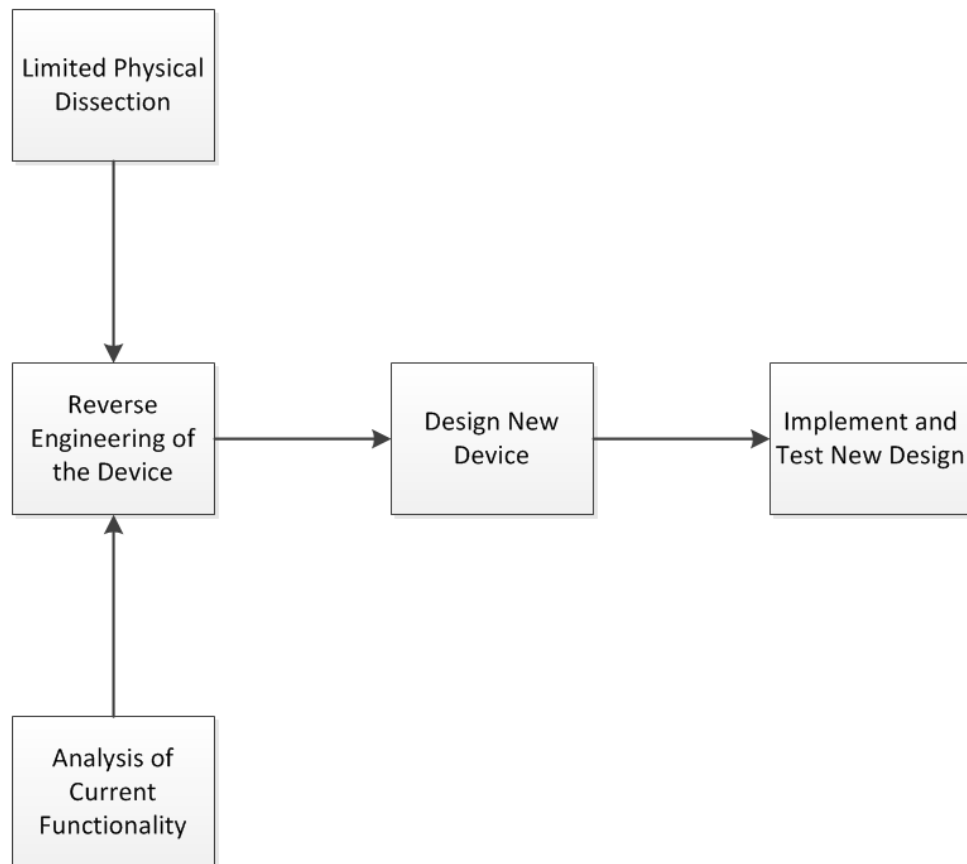 Limited Physical
Dissection
Reverse
Engineering of
the Device
Design New
Device
Implement and
Test New Design
Analysis of
Current
Functionality